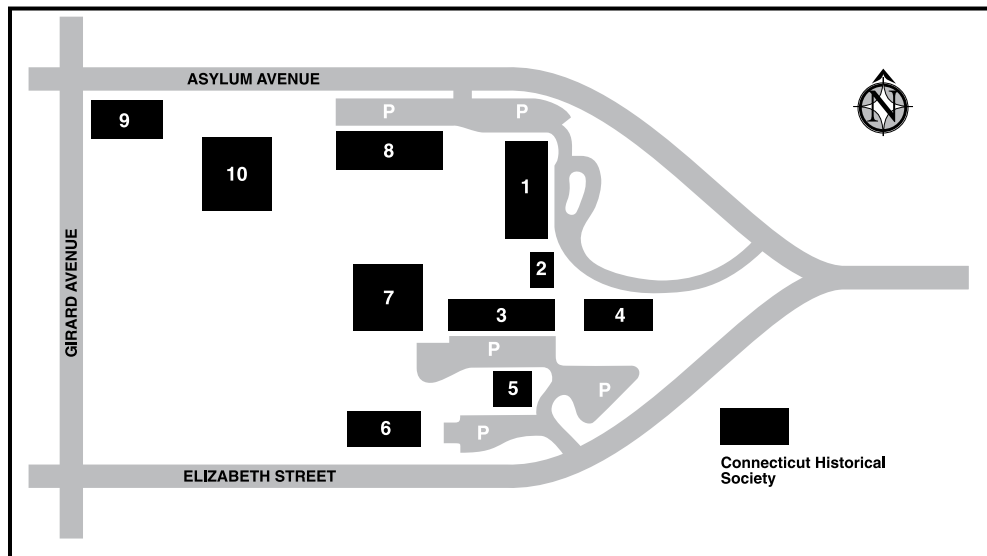 ASYLUM AVENUE
N
P
P
9
8
10
1
2
GIRARD AVENUE
7
3
4
P
5
P
6
P
Connecticut Historical
Society
ELIZABETH STREET